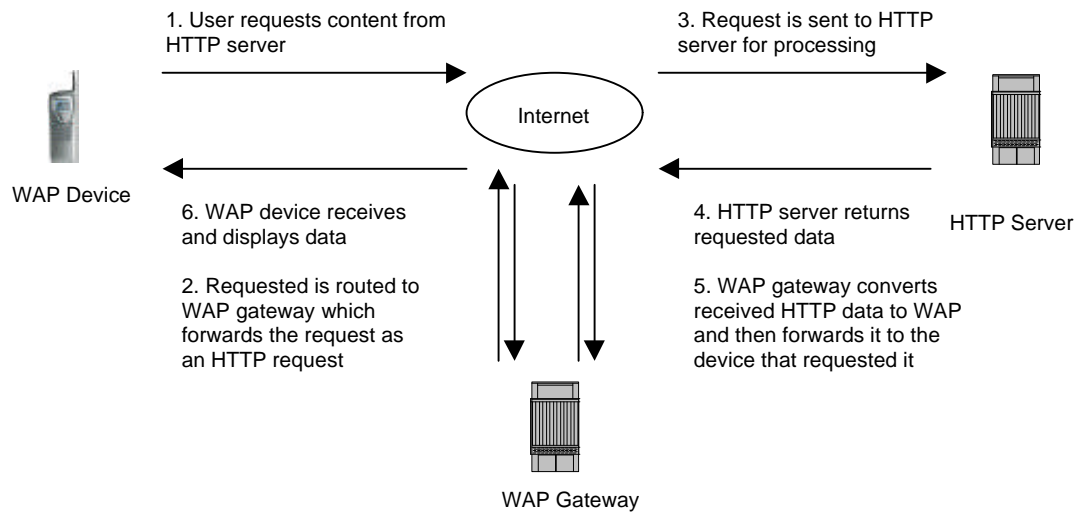 1. User requests content from
HTTP server
3. Request is sent to HTTP
server for processing
Internet
WAP Device
HTTP Server
6. WAP device receives
and displays data
4. HTTP server returns
requested data
2. Requested is routed to
WAP gateway which
forwards the request as
an HTTP request
5. WAP gateway converts
received HTTP data to WAP
and then forwards it to the
device that requested it
WAP Gateway